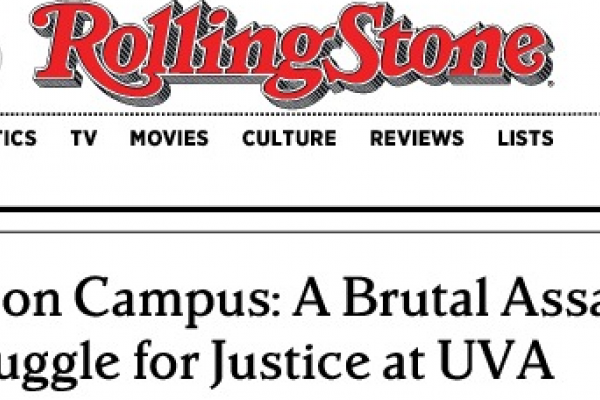 RollingStone
TICS TV MOVIES CULTURE REVIEWS LISTS
on Campus: A Brutal Assa
uggle for Justice at UVA